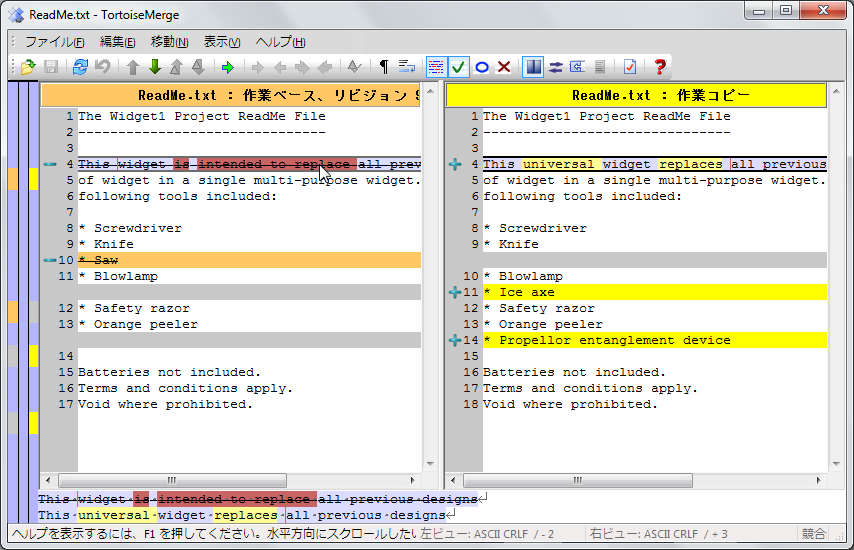 ReadMe.txt - TortoiseMerge
ファイル(F) 編集(E) 移動(N) 表示(V) ヘルプ(H)
ReadMe.txt : 作業ベース、リビジョン
1 The Widget1 Project ReadMe File
2 -------------------------------
3
4 This widget is intended to replace all prev
5 of widget in a single multi-purpose widget.
6 following tools included:
7
8 * Screwdriver
9 * Knife
10 * Saw
11 * Blowlamp
12 * Safety razor
13 * Orange peeler
14
15 Batteries not included.
16 Terms and conditions apply.
17 Void where prohibited.
ReadMe.txt : 作業コピー
1 The Widget1 Project ReadMe File
2 -------------------------------
3
4 This universal widget replaces all previous
5 of widget in a single multi-purpose widget.
6 following tools included:
7
8 * Screwdriver
9 * Knife
10 * Blowlamp
11 * Ice axe
12 * Safety razor
13 * Orange peeler
14 * Propellor entanglement device
15
16 Batteries not included.
17 Terms and conditions apply.
18 Void where prohibited.
This widget is intended to replace all previous designs
This universal widget replaces all previous designs
ヘルプを表示するには、F1 を押してください。水平方向にスクロールしたい 左ビュー: ASCII CRLF / - 2 右ビュー: ASCII CRLF / + 3 競合